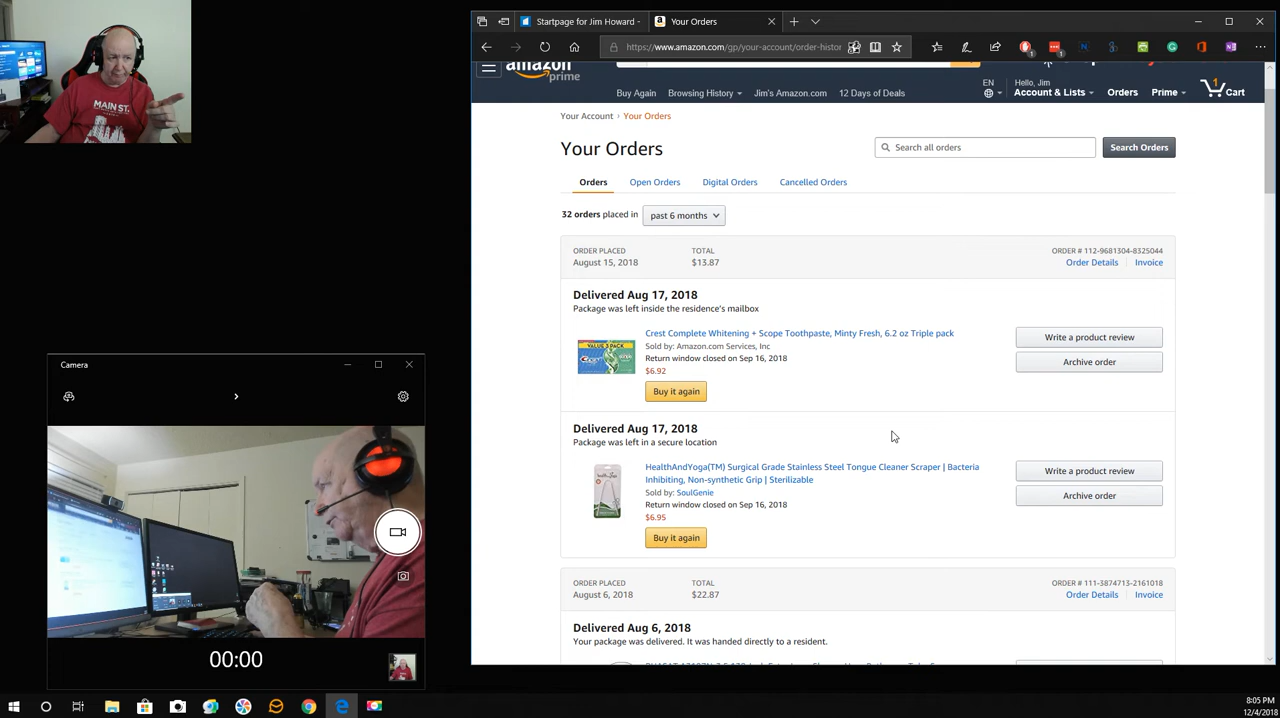 MAIN ST.
Startpage for Jim Howard -
Your Orders
https://www.amazon.com/gp/your-account/order-histor
amazon
prime
Buy Again
Browsing History
Jim's Amazon.com
12 Days of Deals
EN
Hello, Jim
Account & Lists
Orders
Prime
1
Cart
Your Account › Your Orders
Your Orders
Search all orders
Search Orders
Orders
Open Orders
Digital Orders
Cancelled Orders
32 orders placed in past 6 months
ORDER PLACED
August 15, 2018
TOTAL
$13.87
ORDER # 112-9681304-8325044
Order Details
Invoice
Delivered Aug 17, 2018
Package was left inside the residence's mailbox
Crest Complete Whitening + Scope Toothpaste, Minty Fresh, 6.2 oz Triple pack
Sold by: Amazon.com Services, Inc
Return window closed on Sep 16, 2018
$6.92
Buy it again
Write a product review
Archive order
VALUE 3 PACK
Delivered Aug 17, 2018
Package was left in a secure location
HealthAndYoga(TM) Surgical Grade Stainless Steel Tongue Cleaner Scraper | Bacteria
Inhibiting, Non-synthetic Grip | Sterilizable
Sold by: SoulGenie
Return window closed on Sep 16, 2018
$6.95
Buy it again
Write a product review
Archive order
ORDER PLACED
August 6, 2018
TOTAL
$22.87
ORDER # 111-3874713-2161018
Order Details
Invoice
Delivered Aug 6, 2018
Your package was delivered. It was handed directly to a resident.
Camera
00:00
8:05 PM
12/4/2018